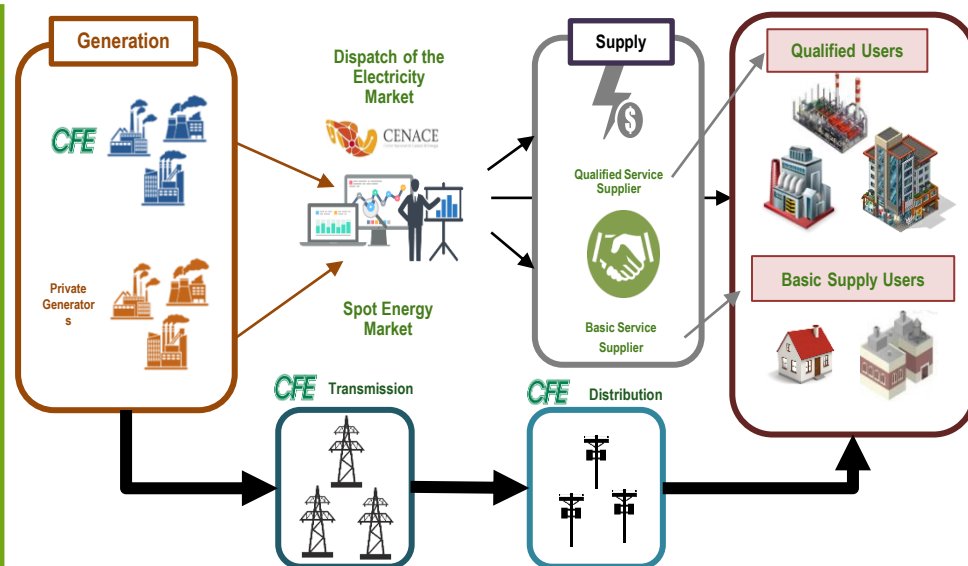 Generation
CFE
Private
Generator
s
Dispatch of the
Electricity
Market
CENACE
Spot Energy
Market
Supply
$
Qualified Service
Supplier
Basic Service
Supplier
Qualified Users
Basic Supply Users
CFE Transmission
CFE Distribution